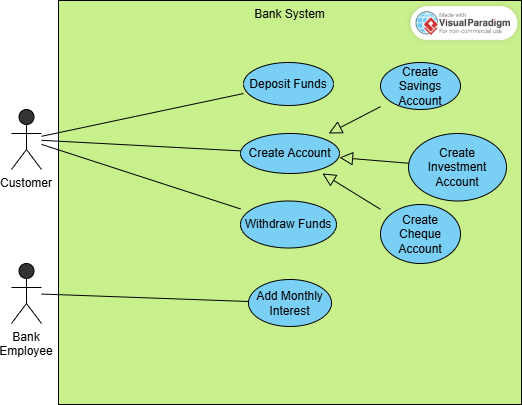 Bank System
Made with
Visual Paradigm
For non-commercial use
Deposit Funds
Create
Savings
Account
Create Account
Create
Investment
Account
Customer
Withdraw Funds
Create
Cheque
Account
Add Monthly
Interest
Bank
Employee